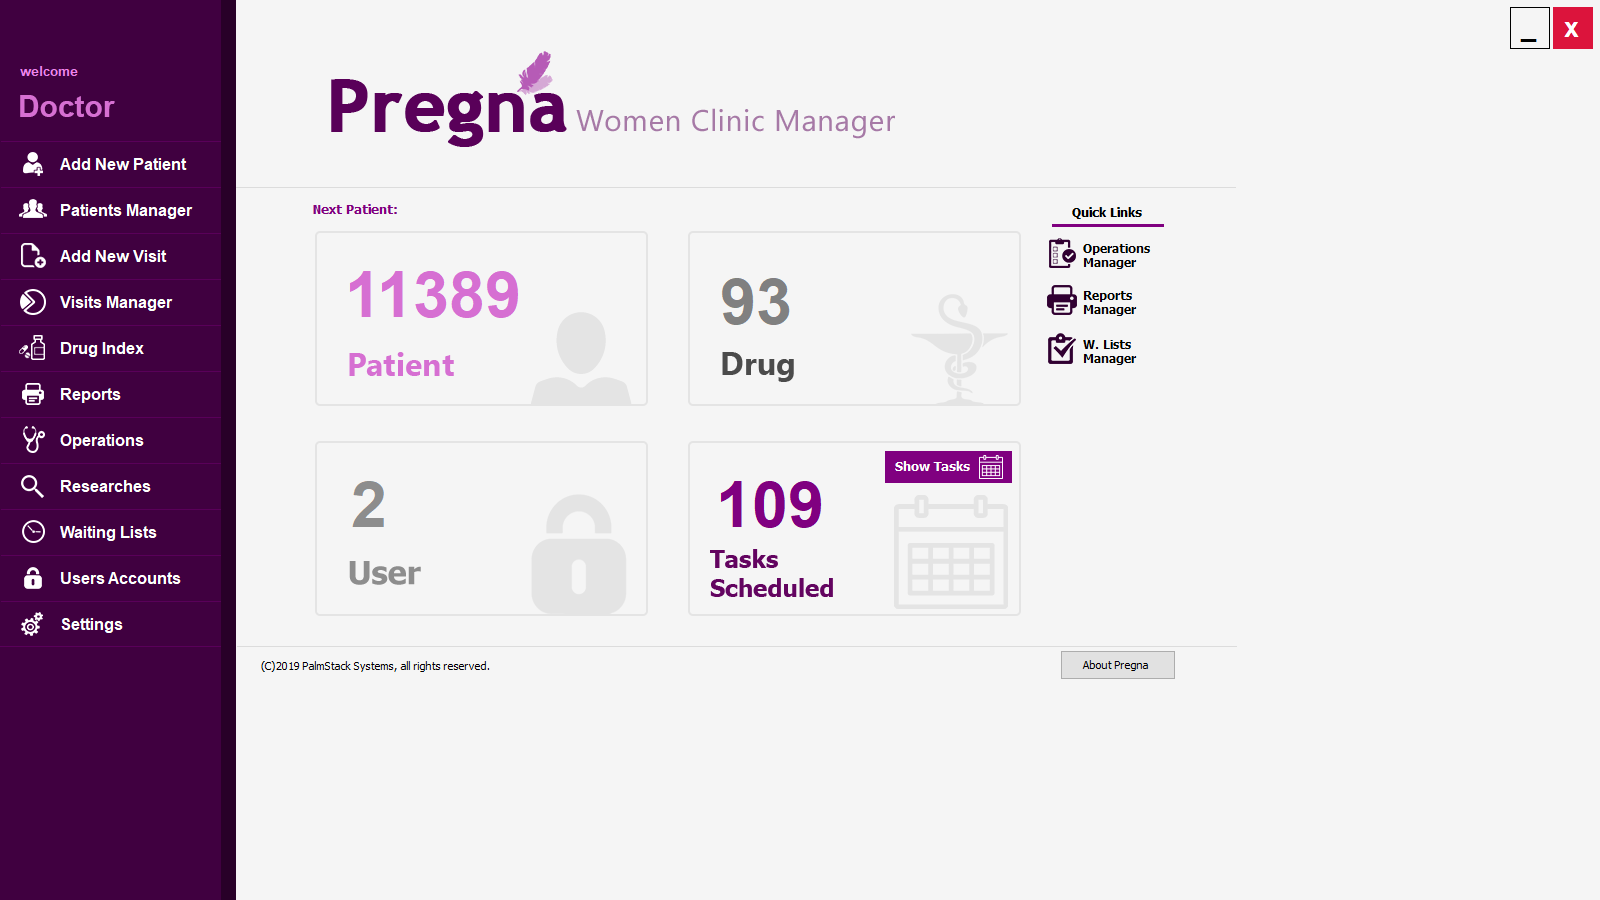 welcome
Doctor
Add New Patient
Patients Manager
Add New Visit
Visits Manager
Drug Index
Reports
Operations
Researches
Waiting Lists
Users Accounts
Settings
_
X
Pregna Women Clinic Manager
Next Patient:
11389
Patient
93
Drug
2
User
Show Tasks
109
Tasks
Scheduled
Quick Links
Operations
Manager
Reports
Manager
W. Lists
Manager
(C)2019 PalmStack Systems, all rights reserved.
About Pregna